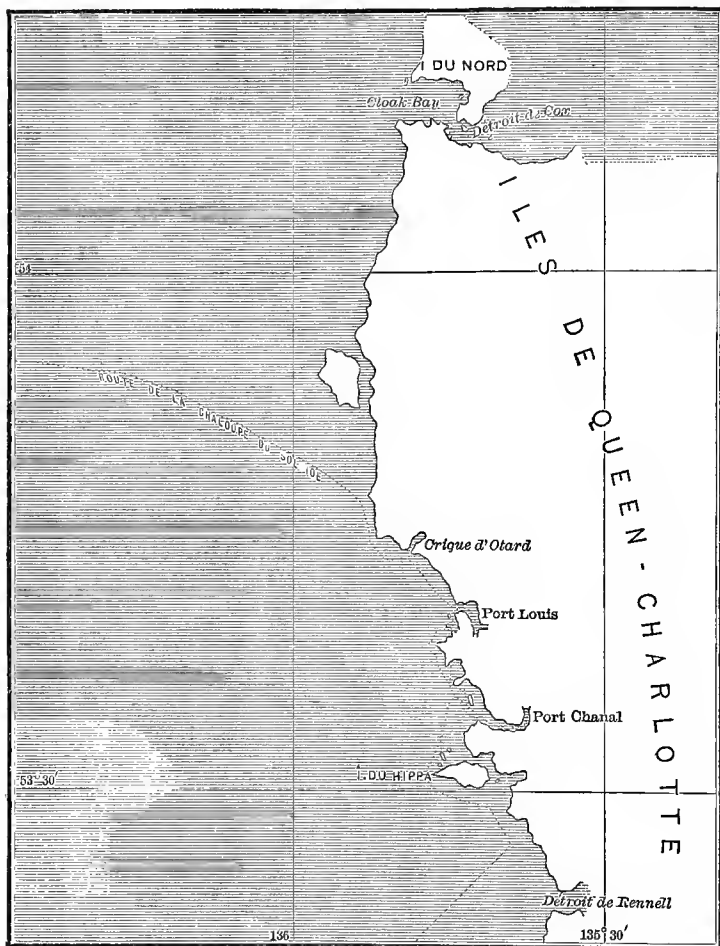 I DU NORD
Cloak Bay
Détroit de Cox
ILES DE QUEEN-CHARLOTTE
54
ROUTE DE LA CHALOUPE DU SOLIDE
Crique d'Otard
Port Louis
Port Chanal
53°30'
I. DU HIPPA
Détroit de Rennell
136
135°30'